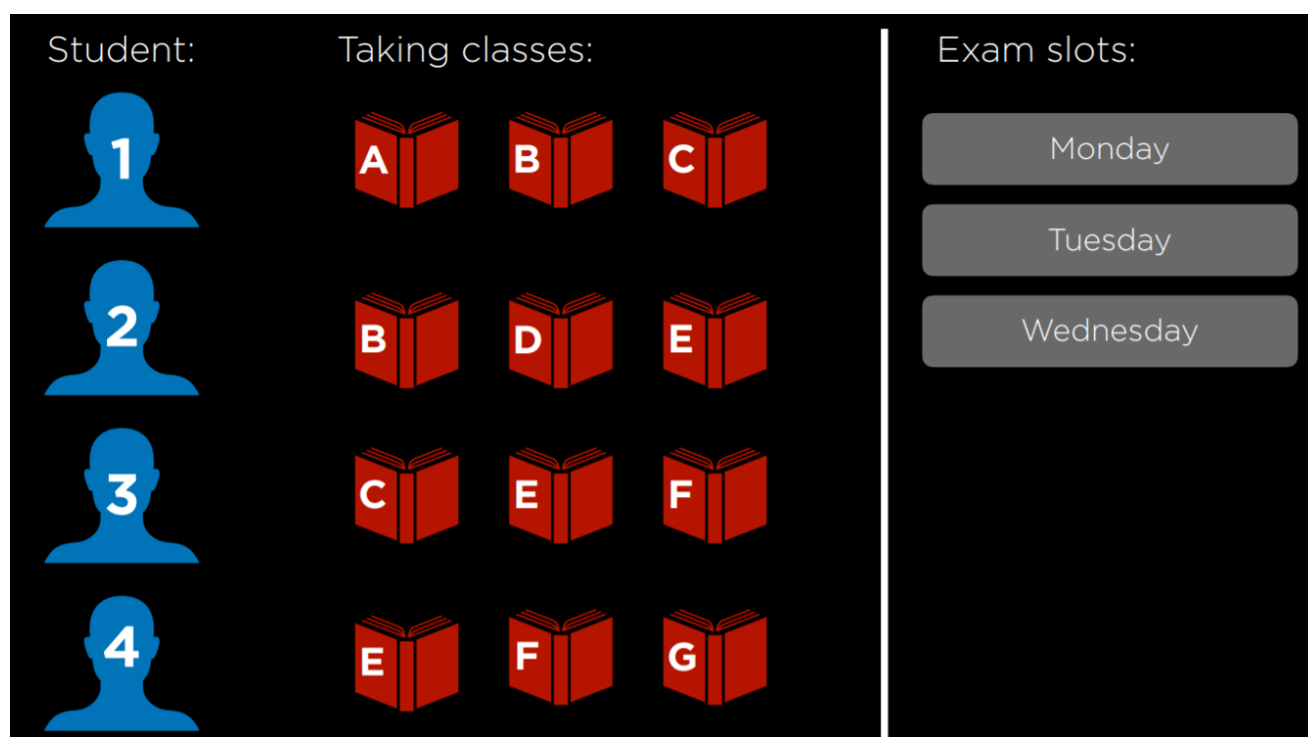 Student: Taking classes: Exam slots:
1 A B C Monday
Tuesday
2 B D E Wednesday
3 C E F
4 E F G